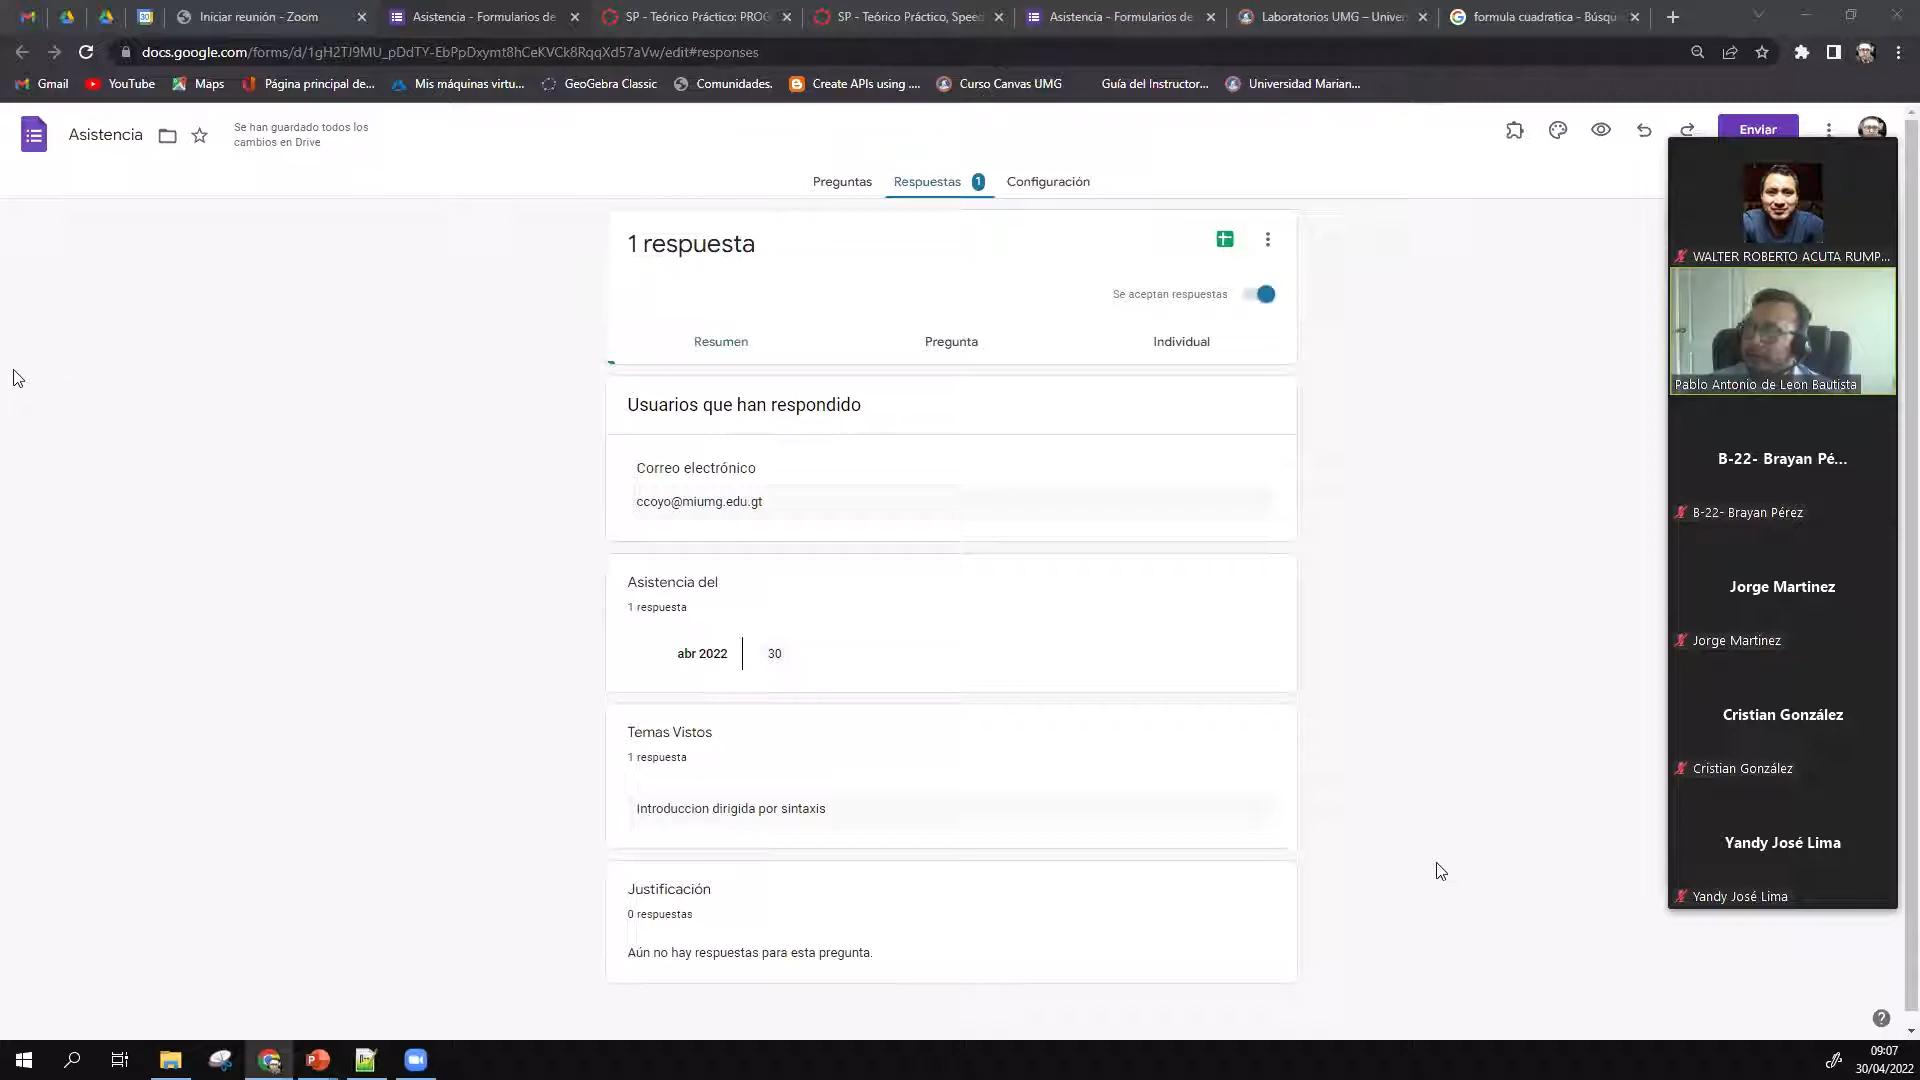 30
Iniciar reunión - Zoom
Asistencia - Formularios de
SP - Teórico Práctico: PROG
SP - Teórico Práctico, Speed
Asistencia - Formularios de
Laboratorios UMG – Univer
formula cuadratica - Búsqu
docs.google.com/forms/d/1gH2TJ9MU_pDdTY-EbPpDxymt8hCeKVCk8RqqXd57aVw/edit#responses
Gmail
YouTube
Maps
Página principal de...
Mis máquinas virtu...
GeoGebra Classic
Comunidades.
Create APIs using ....
Curso Canvas UMG
Guía del Instructor...
Universidad Marian...
Asistencia
Se han guardado todos los
cambios en Drive
Enviar
Preguntas
Respuestas 1
Configuración
1 respuesta
Se aceptan respuestas
Resumen
Pregunta
Individual
Usuarios que han respondido
Correo electrónico
ccoyo@miumg.edu.gt
Asistencia del
1 respuesta
abr 2022
30
Temas Vistos
1 respuesta
Introduccion dirigida por sintaxis
Justificación
0 respuestas
Aún no hay respuestas para esta pregunta.
WALTER ROBERTO ACUTA RUMP...
Pablo Antonio de Leon Bautista
B-22- Brayan Pé...
B-22- Brayan Pérez
Jorge Martinez
Jorge Martinez
Cristian González
Cristian González
Yandy José Lima
Yandy José Lima
09:07
30/04/2022